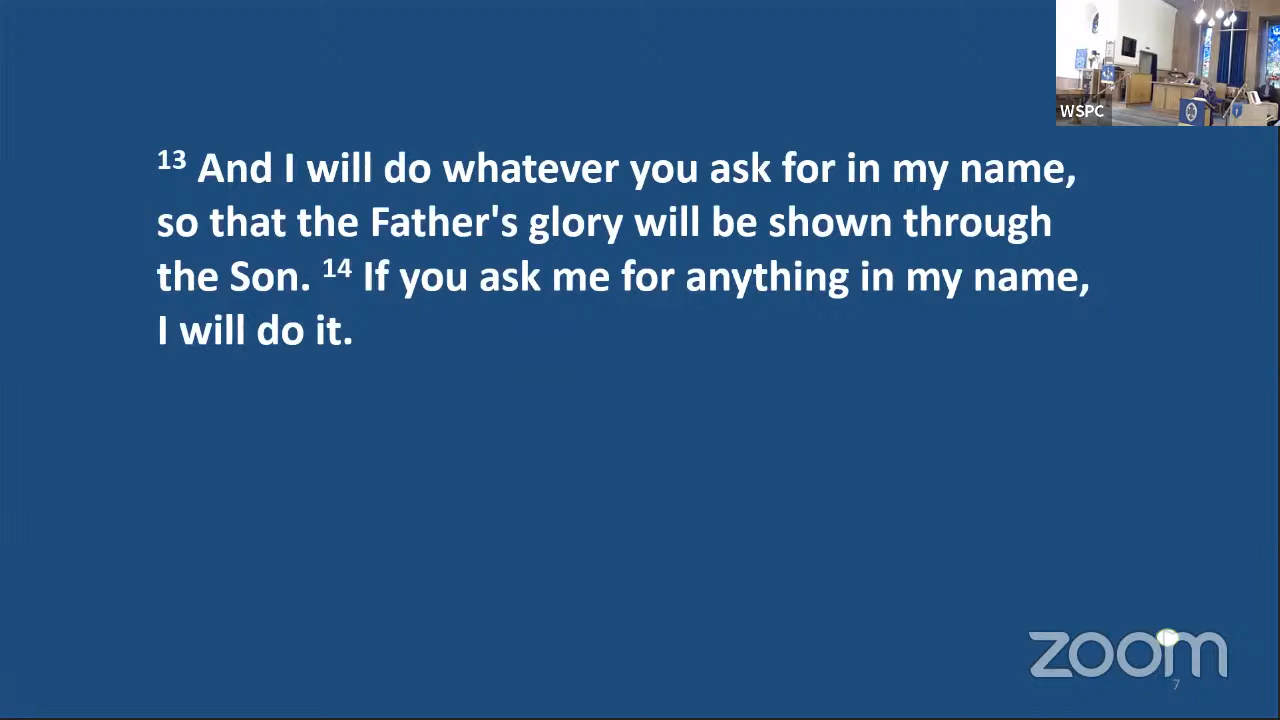 WSPC
13 And I will do whatever you ask for in my name,
so that the Father's glory will be shown through
the Son. 14 If you ask me for anything in my name,
I will do it.
zoom
7